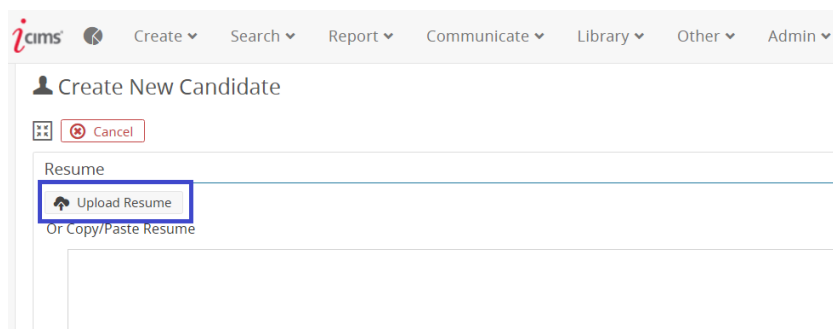 icims Create Search Report Communicate Library Other Admin
Create New Candidate
Cancel
Resume
Upload Resume
Or Copy/Paste Resume